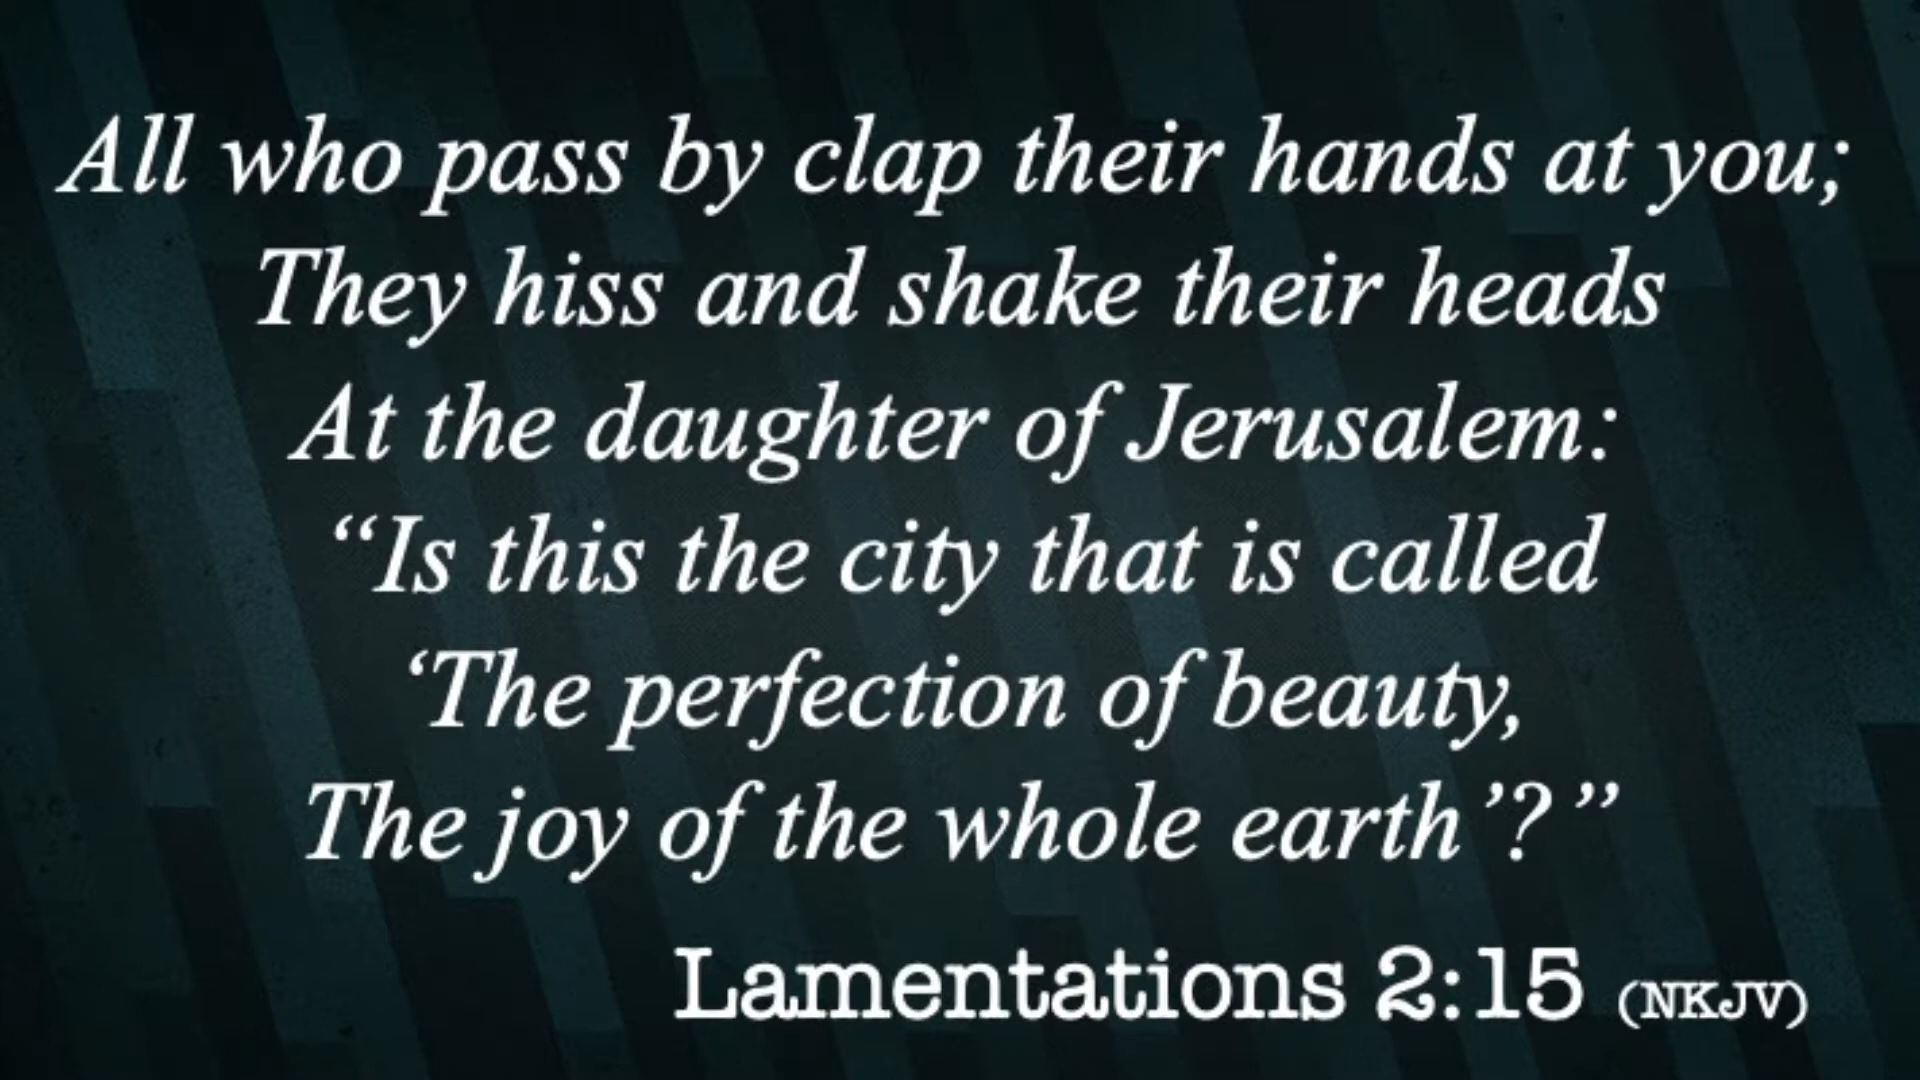 All who pass by clap their hands at you;
They hiss and shake their heads
At the daughter of Jerusalem:
“Is this the city that is called
‘The perfection of beauty,
The joy of the whole earth’?”
Lamentations 2:15 (NKJV)